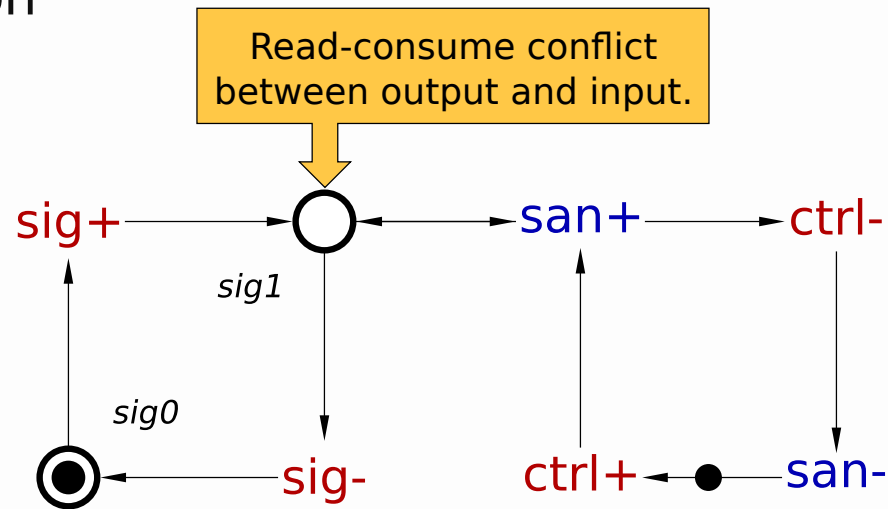 Read-consume conflict
between output and input.
sig+
san+
ctrl-
sig1
sig0
sig-
ctrl+
san-